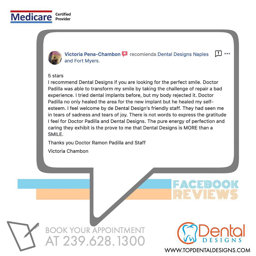 Medicare
Certified
Provider
Victoria Pena-Chambon recommends Dental Designs Naples
and Fort Myers.
5 stars
I recommend Dental Designs if you are looking for the perfect smile. Doctor
Padilla was able to transform my smile by taking the challenge of repair a bad
experience. I tried dental implants before, but my body rejected it. Doctor
Padilla no only healed the area for the new implant but he healed my self-
esteem. I feel welcome by de Dental Design's friendly staff. They had seen me
in tears of sadness and tears of joy. There is not words to express the gratitude
I feel for Doctor Padilla and Dental Designs. The pure energy of perfection and
caring they exhibit is the prove to me that Dental Designs is MORE than a
SMILE.
Thanks you Doctor Ramon Padilla and Staff
Victoria Chambon
FACEBOOK
REVIEWS
BOOK YOUR APPOINTMENT
AT 239.628.1300
Dental
DESIGNS
WWW.TOPDENTALDESIGNS.COM